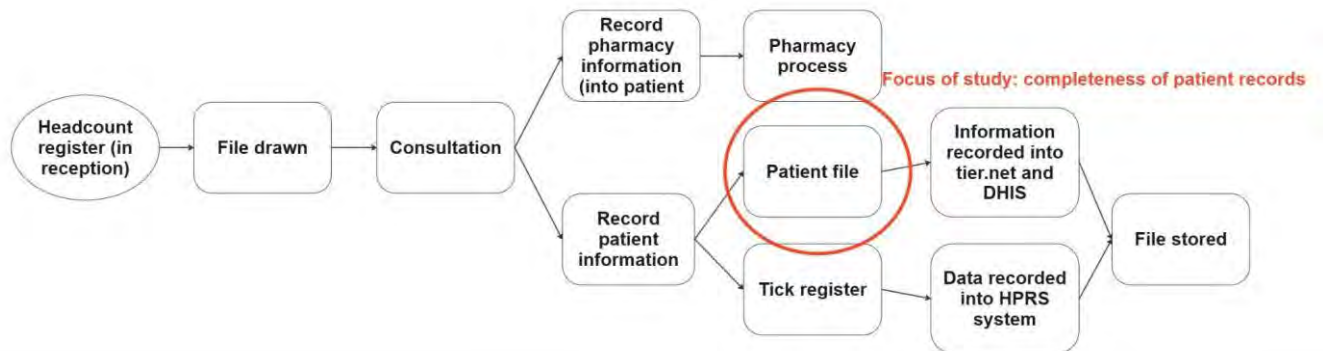 Record
pharmacy
information
(into patient
Pharmacy
process
Focus of study: completeness of patient records
Headcount
register (in
reception)
File drawn
Consultation
Patient file
Information
recorded into
tier.net and
DHIS
Record
patient
information
File stored
Tick register
Data recorded
into HPRS
system